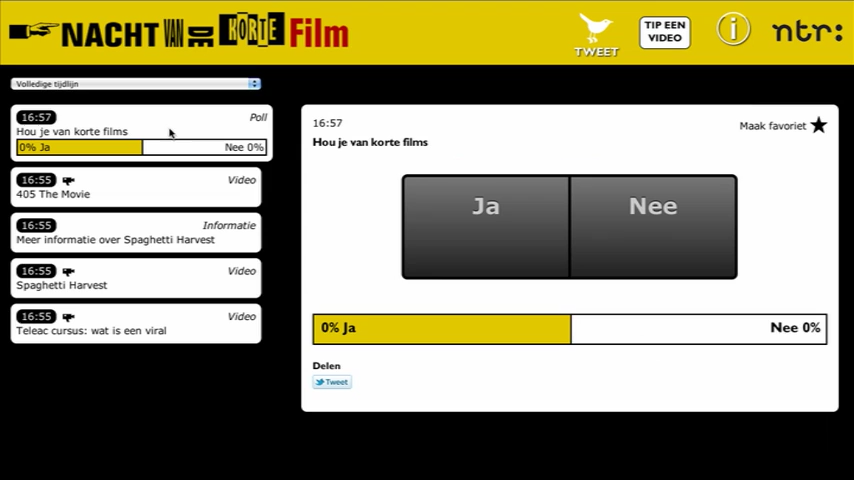 NACHT VAN DE KORTE Film
TWEET
TIP EEN
VIDEO
i
ntr:
Volledige tijdlijn
16:57 Poll
Hou je van korte films
0% Ja Nee 0%
16:55 Video
405 The Movie
16:55 Informatie
Meer informatie over Spaghetti Harvest
16:55 Video
Spaghetti Harvest
16:55 Video
Teleac cursus: wat is een viral
16:57
Maak favoriet
Hou je van korte films
Ja Nee
0% Ja Nee 0%
Delen
Tweet